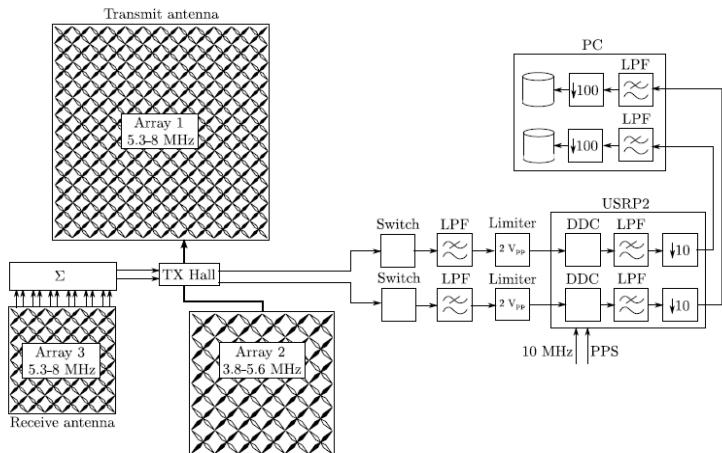 Transmit antenna
Array 1
5.3–8 MHz
Σ
TX Hall
Array 3
5.3–8 MHz
Receive antenna
Array 2
3.8–5.6 MHz
Switch
LPF
Limiter
2 Vpp
Switch
LPF
Limiter
2 Vpp
USRP2
DDC
LPF
↓10
DDC
LPF
↓10
10 MHz
PPS
PC
LPF
↓100
LPF
↓100